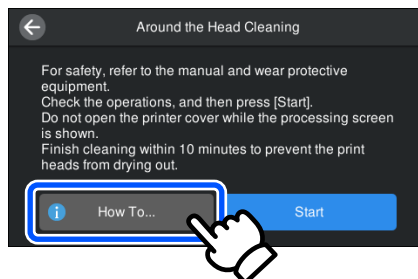 Around the Head Cleaning
For safety, refer to the manual and wear protective
equipment.
Check the operations, and then press [Start].
Do not open the printer cover while the processing screen
is shown.
Finish cleaning within 10 minutes to prevent the print
heads from drying out.
i How To... Start